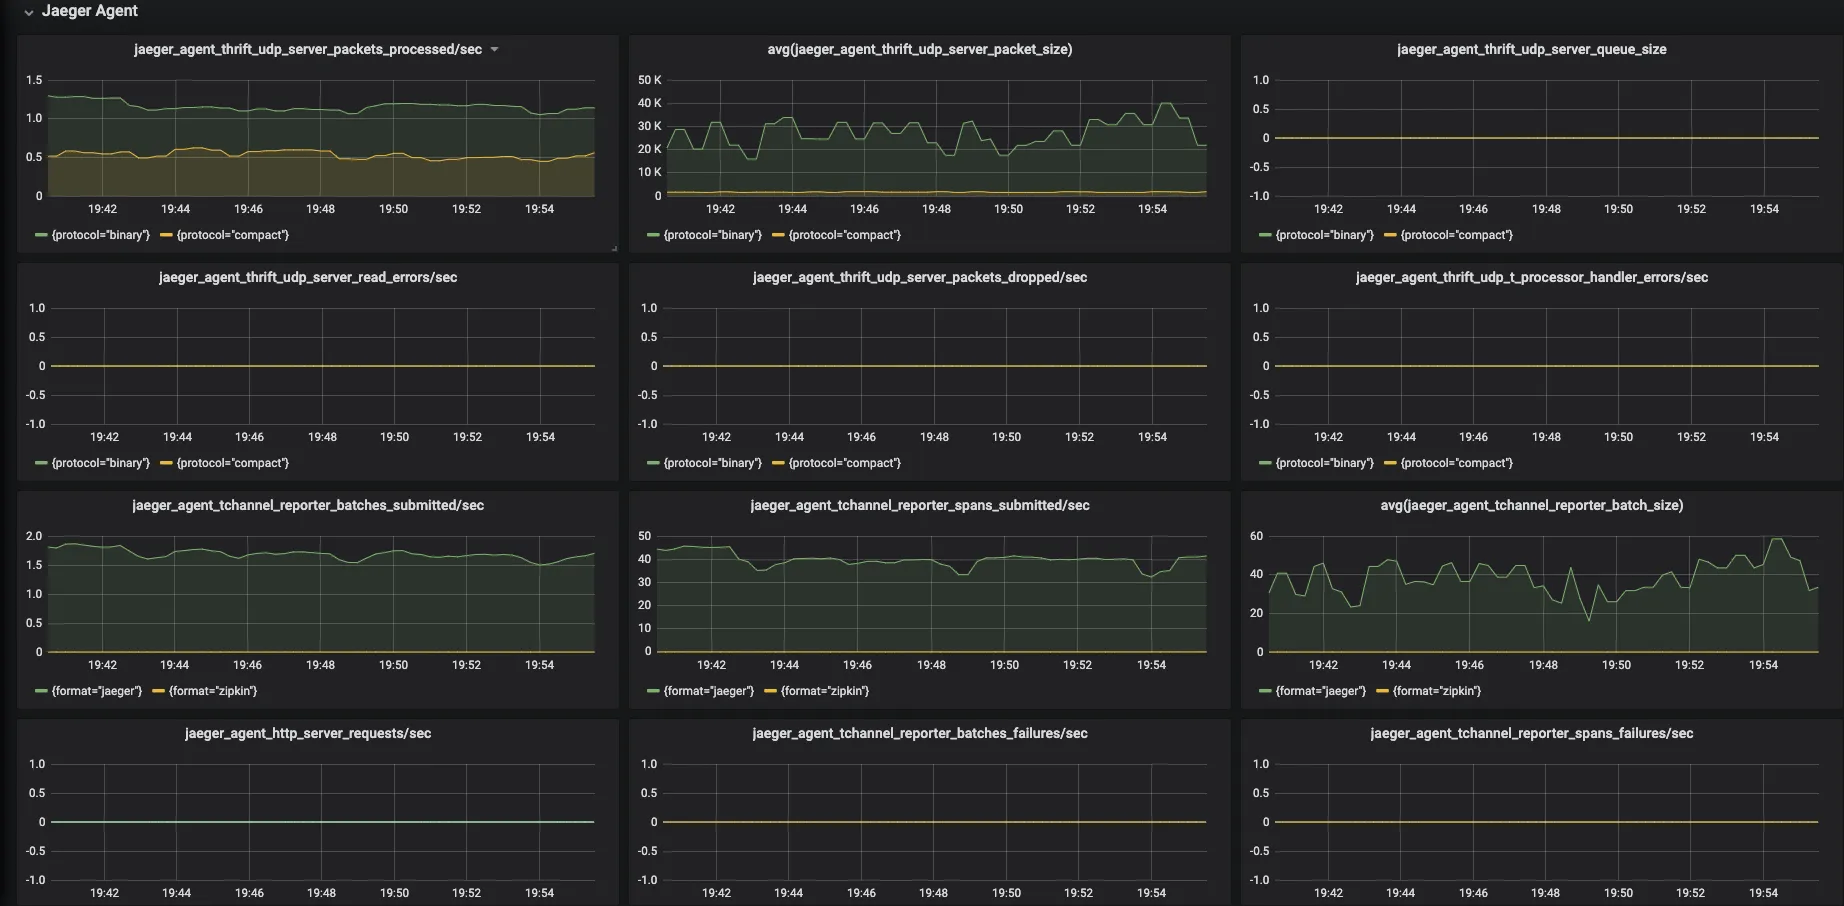 Jaeger Agent
jaeger_agent_thrift_udp_server_packets_processed/sec
1.5
1.0
0.5
0
19:42 19:44 19:46 19:48 19:50 19:52 19:54
{protocol="binary"} {protocol="compact"}
avg(jaeger_agent_thrift_udp_server_packet_size)
50 K
40 K
30 K
20 K
10 K
0
19:42 19:44 19:46 19:48 19:50 19:52 19:54
{protocol="binary"} {protocol="compact"}
jaeger_agent_thrift_udp_server_queue_size
1.0
0.5
0
-0.5
-1.0
19:42 19:44 19:46 19:48 19:50 19:52 19:54
{protocol="binary"} {protocol="compact"}
jaeger_agent_thrift_udp_server_read_errors/sec
1.0
0.5
0
-0.5
-1.0
19:42 19:44 19:46 19:48 19:50 19:52 19:54
{protocol="binary"} {protocol="compact"}
jaeger_agent_thrift_udp_server_packets_dropped/sec
1.0
0.5
0
-0.5
-1.0
19:42 19:44 19:46 19:48 19:50 19:52 19:54
{protocol="binary"} {protocol="compact"}
jaeger_agent_thrift_udp_t_processor_handler_errors/sec
1.0
0.5
0
-0.5
-1.0
19:42 19:44 19:46 19:48 19:50 19:52 19:54
{protocol="binary"} {protocol="compact"}
jaeger_agent_tchannel_reporter_batches_submitted/sec
2.0
1.5
1.0
0.5
0
19:42 19:44 19:46 19:48 19:50 19:52 19:54
{format="jaeger"} {format="zipkin"}
jaeger_agent_tchannel_reporter_spans_submitted/sec
50
40
30
20
10
0
19:42 19:44 19:46 19:48 19:50 19:52 19:54
{format="jaeger"} {format="zipkin"}
avg(jaeger_agent_tchannel_reporter_batch_size)
60
40
20
0
19:42 19:44 19:46 19:48 19:50 19:52 19:54
{format="jaeger"} {format="zipkin"}
jaeger_agent_http_server_requests/sec
1.0
0.5
0
-0.5
-1.0
19:42 19:44 19:46 19:48 19:50 19:52 19:54
jaeger_agent_tchannel_reporter_batches_failures/sec
1.0
0.5
0
-0.5
-1.0
19:42 19:44 19:46 19:48 19:50 19:52 19:54
jaeger_agent_tchannel_reporter_spans_failures/sec
1.0
0.5
0
-0.5
-1.0
19:42 19:44 19:46 19:48 19:50 19:52 19:54